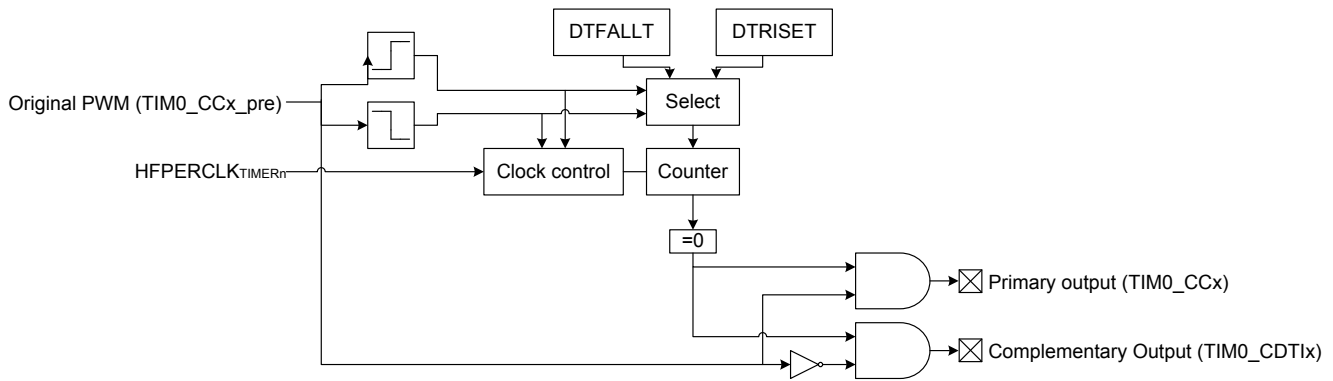 DTFALLT
DTRISET
Original PWM (TIM0_CCx_pre)
Select
HFPERCLKTIMERn
Clock control
Counter
=0
Primary output (TIM0_CCx)
Complementary Output (TIM0_CDTIx)